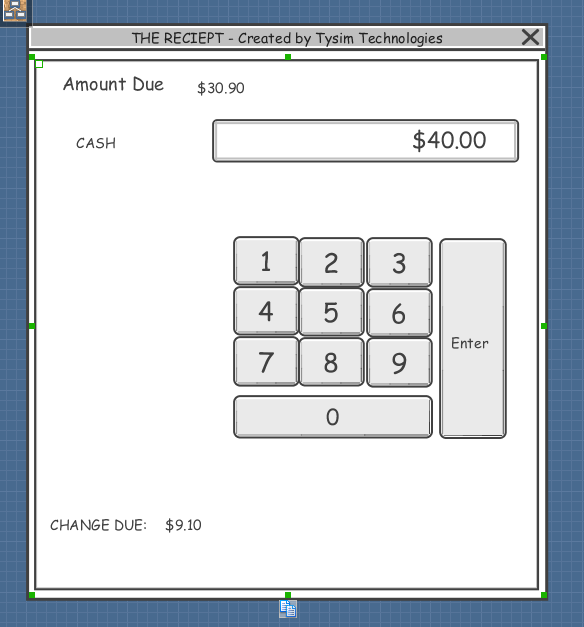 THE RECIEPT - Created by Tysim Technologies
Amount Due $30.90
CASH $40.00
1 2 3
4 5 6
7 8 9
Enter
0
CHANGE DUE: $9.10